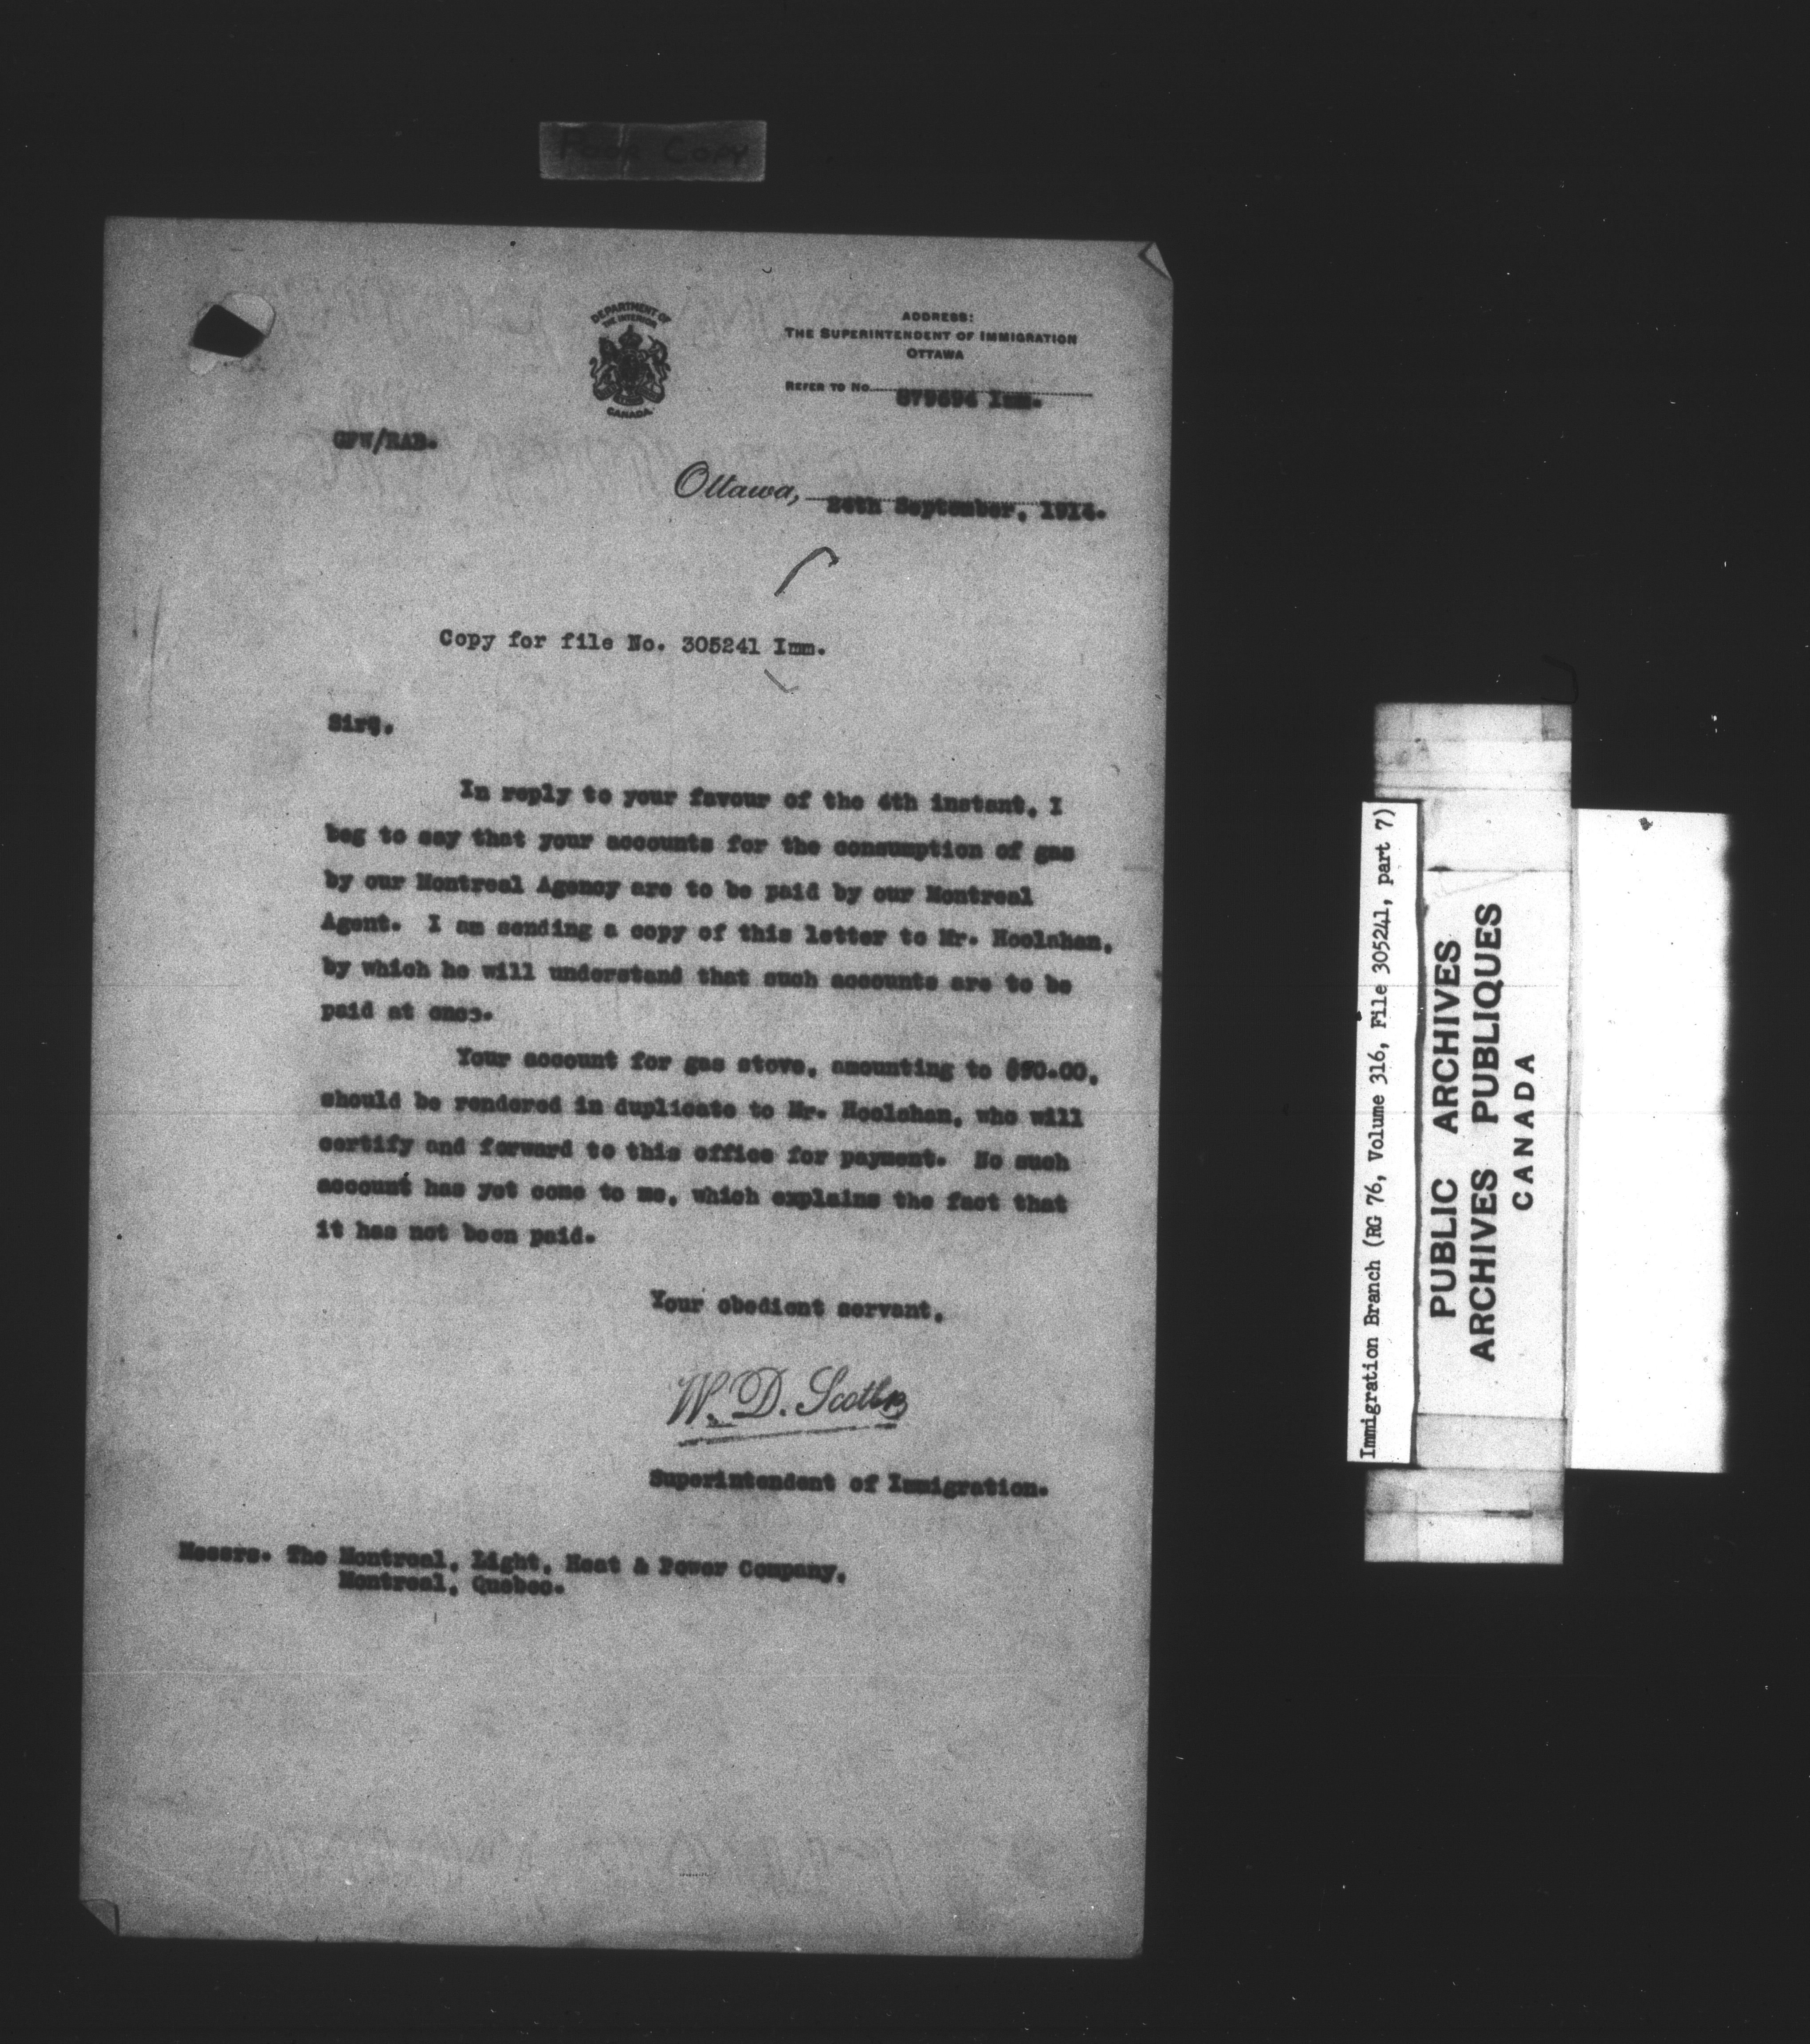 Poor Copy
DEPARTMENT OF
THE INTERIOR
CANADA
ADDRESS:
THE SUPERINTENDENT OF IMMIGRATION
OTTAWA
REFER TO No. 879694 Imm.
GFW/RAB.
Ottawa, 26th September, 1914.
Copy for file No. 305241 Imm.
Sirs.
In reply to your favour of the 4th instant, I
beg to say that your accounts for the consumption of gas
by our Montreal Agency are to be paid by our Montreal
Agent. I am sending a copy of this letter to Mr. Hoolahan,
by which he will understand that such accounts are to be
paid at once.
Your account for gas stove, amounting to
should be rendered in duplicate to Mr. Hoolahan, who will
certify and forward to this office for payment. No such
account has yet come to me, which explains the fact that
it has not been paid.
Your obedient servant,
W. D. Scott
Superintendent of Immigration.
Messrs. The Montreal, Light, Heat & Power Company,
Montreal, Quebec.
Immigration Branch (RG 76, Volume 316, File 305241, part 7)
PUBLIC ARCHIVES
ARCHIVES PUBLIQUES
CANADA